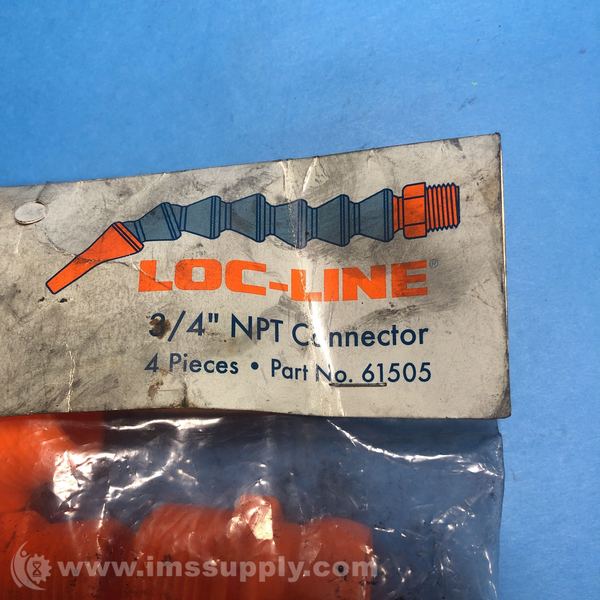 LOC-LINE®
3/4" NPT Connector
4 Pieces • Part No. 61505
www.imssupply.com